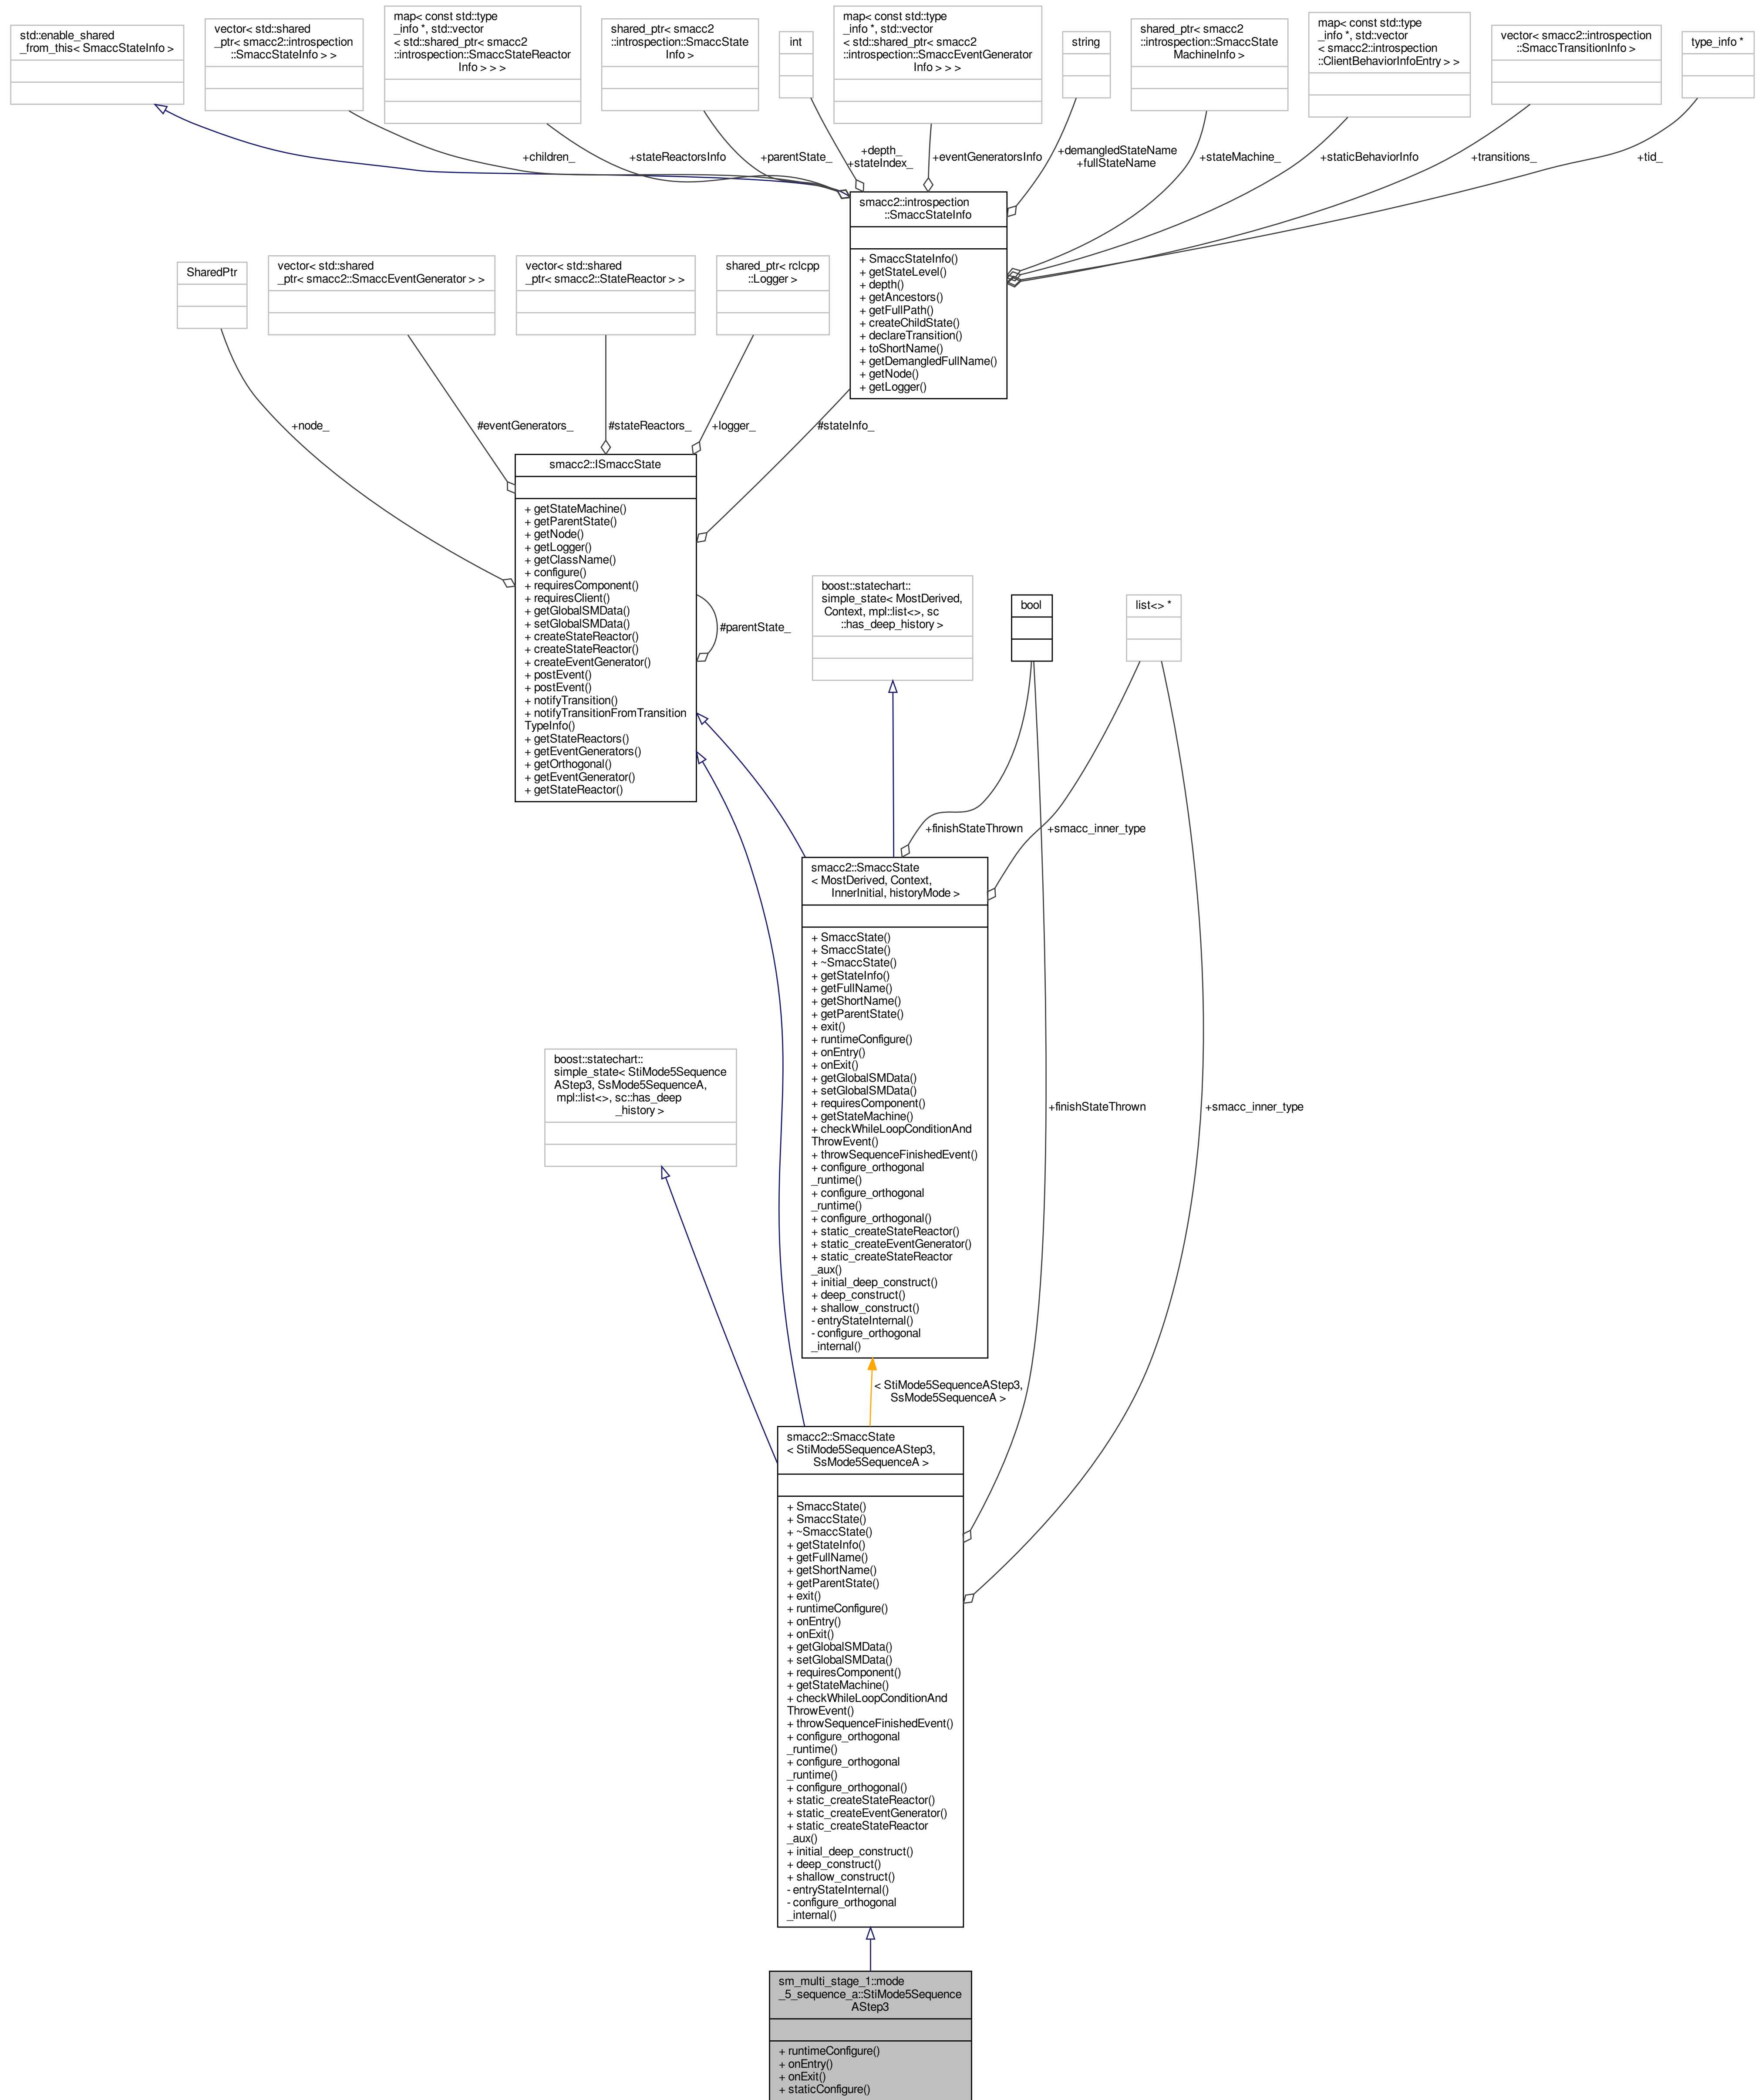 std::enable_shared
_from_this< SmaccStateInfo >
vector< std::shared
_ptr< smacc2::introspection
::SmaccStateInfo > >
map< const std::type
_info *, std::vector
< std::shared_ptr< smacc2
::introspection::SmaccStateReactor
Info > > >
shared_ptr< smacc2
::introspection::SmaccState
Info >
int
map< const std::type
_info *, std::vector
< std::shared_ptr< smacc2
::introspection::SmaccEventGenerator
Info > > >
string
shared_ptr< smacc2
::introspection::SmaccState
MachineInfo >
map< const std::type
_info *, std::vector
< smacc2::introspection
::ClientBehaviorInfoEntry > >
vector< smacc2::introspection
::SmaccTransitionInfo >
type_info *
+children_
+stateReactorsInfo
+parentState_
+depth_
+stateIndex_
+eventGeneratorsInfo
+demangledStateName
+fullStateName
+stateMachine_
+staticBehaviorInfo
+transitions_
+tid_
smacc2::introspection
::SmaccStateInfo
+ SmaccStateInfo()
+ getStateLevel()
+ depth()
+ getAncestors()
+ getFullPath()
+ createChildState()
+ declareTransition()
+ toShortName()
+ getDemangledFullName()
+ getNode()
+ getLogger()
SharedPtr
vector< std::shared
_ptr< smacc2::SmaccEventGenerator > >
vector< std::shared
_ptr< smacc2::StateReactor > >
shared_ptr< rclcpp
::Logger >
+node_
#eventGenerators_
#stateReactors_
+logger_
#stateInfo_
smacc2::ISmaccState
+ getStateMachine()
+ getParentState()
+ getNode()
+ getLogger()
+ getClassName()
+ configure()
+ requiresComponent()
+ requiresClient()
+ getGlobalSMData()
+ setGlobalSMData()
+ createStateReactor()
+ createStateReactor()
+ createEventGenerator()
+ postEvent()
+ postEvent()
+ notifyTransition()
+ notifyTransitionFromTransition
TypeInfo()
+ getStateReactors()
+ getEventGenerators()
+ getOrthogonal()
+ getEventGenerator()
+ getStateReactor()
#parentState_
boost::statechart::
simple_state< MostDerived,
Context, mpl::list<>, sc
::has_deep_history >
bool
list<> *
+finishStateThrown
+smacc_inner_type
smacc2::SmaccState
< MostDerived, Context,
InnerInitial, historyMode >
+ SmaccState()
+ SmaccState()
+ ~SmaccState()
+ getStateInfo()
+ getFullName()
+ getShortName()
+ getParentState()
+ exit()
+ runtimeConfigure()
+ onEntry()
+ onExit()
+ getGlobalSMData()
+ setGlobalSMData()
+ requiresComponent()
+ getStateMachine()
+ checkWhileLoopConditionAnd
ThrowEvent()
+ throwSequenceFinishedEvent()
+ configure_orthogonal
_runtime()
+ configure_orthogonal
_runtime()
+ configure_orthogonal()
+ static_createStateReactor()
+ static_createEventGenerator()
+ static_createStateReactor
_aux()
+ initial_deep_construct()
+ deep_construct()
+ shallow_construct()
- entryStateInternal()
- configure_orthogonal
_internal()
boost::statechart::
simple_state< StiMode5Sequence
AStep3, SsMode5SequenceA,
mpl::list<>, sc::has_deep
_history >
+finishStateThrown
+smacc_inner_type
< StiMode5SequenceAStep3,
SsMode5SequenceA >
smacc2::SmaccState
< StiMode5SequenceAStep3,
SsMode5SequenceA >
+ SmaccState()
+ SmaccState()
+ ~SmaccState()
+ getStateInfo()
+ getFullName()
+ getShortName()
+ getParentState()
+ exit()
+ runtimeConfigure()
+ onEntry()
+ onExit()
+ getGlobalSMData()
+ setGlobalSMData()
+ requiresComponent()
+ getStateMachine()
+ checkWhileLoopConditionAnd
ThrowEvent()
+ throwSequenceFinishedEvent()
+ configure_orthogonal
_runtime()
+ configure_orthogonal
_runtime()
+ configure_orthogonal()
+ static_createStateReactor()
+ static_createEventGenerator()
+ static_createStateReactor
_aux()
+ initial_deep_construct()
+ deep_construct()
+ shallow_construct()
- entryStateInternal()
- configure_orthogonal
_internal()
sm_multi_stage_1::mode
_5_sequence_a::StiMode5Sequence
AStep3
+ runtimeConfigure()
+ onEntry()
+ onExit()
+ staticConfigure()